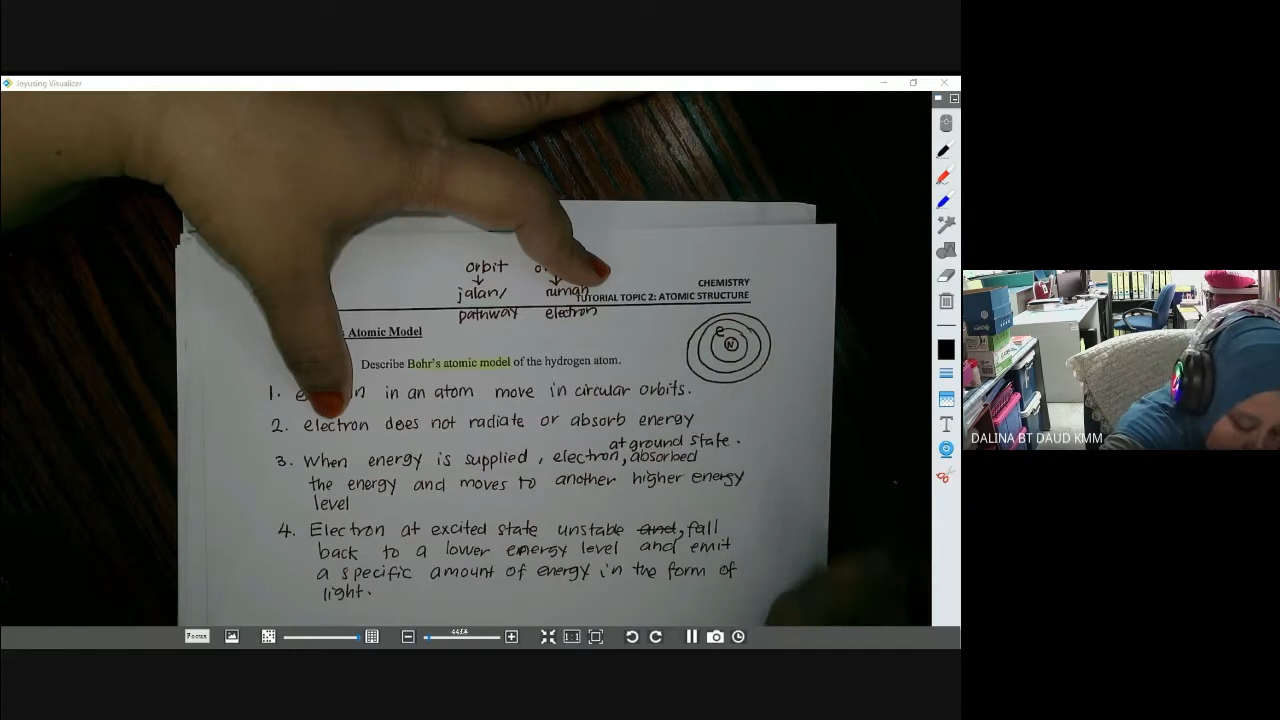 Joyusing Visualizer
orbit
↓ ↓
jalan/ rumah
pathway electron
CHEMISTRY
TUTORIAL TOPIC 2: ATOMIC STRUCTURE
Atomic Model
Describe Bohr's atomic model of the hydrogen atom.
e
N
1. in an atom move in circular orbits.
2. electron does not radiate or absorb energy
at ground state.
3. When energy is supplied, electron, absorbed
the energy and moves to another higher energy
level
4. Electron at excited state unstable and, fall
back to a lower energy level and emit
a specific amount of energy in the form of
light.
Focus
1:1
T
DALINA BT DAUD KMM